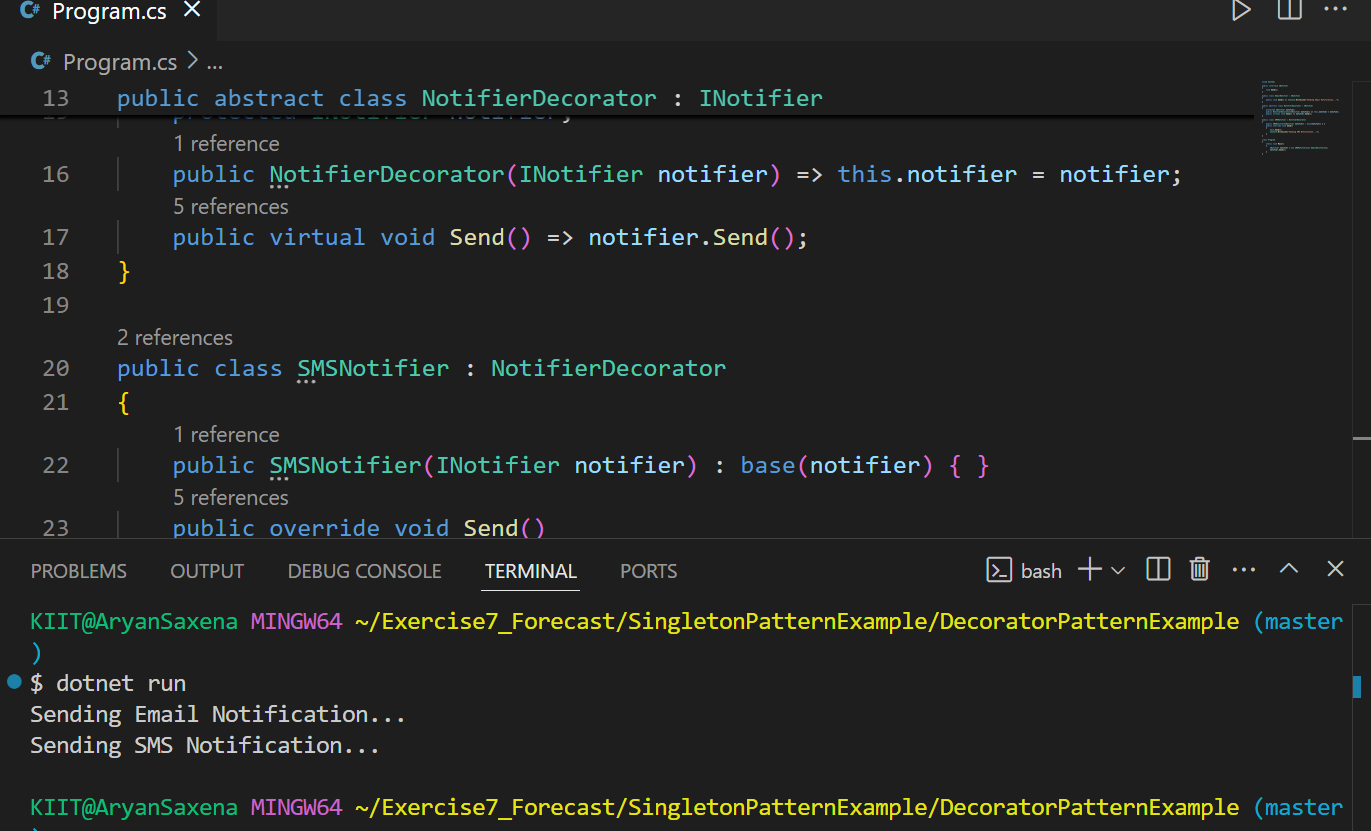 C# Program.cs ×
C# Program.cs > ...
13 public abstract class NotifierDecorator : INotifier
protected INotifier notifier;
1 reference
16 public NotifierDecorator(INotifier notifier) => this.notifier = notifier;
5 references
17 public virtual void Send() => notifier.Send();
18 }
19
2 references
20 public class SMSNotifier : NotifierDecorator
21 {
1 reference
22 public SMSNotifier(INotifier notifier) : base(notifier) { }
5 references
23 public override void Send()
PROBLEMS OUTPUT DEBUG CONSOLE TERMINAL PORTS bash
KIIT@AryanSaxena MINGW64 ~/Exercise7_Forecast/SingletonPatternExample/DecoratorPatternExample (master
)
$ dotnet run
Sending Email Notification...
Sending SMS Notification...
KIIT@AryanSaxena MINGW64 ~/Exercise7_Forecast/SingletonPatternExample/DecoratorPatternExample (master